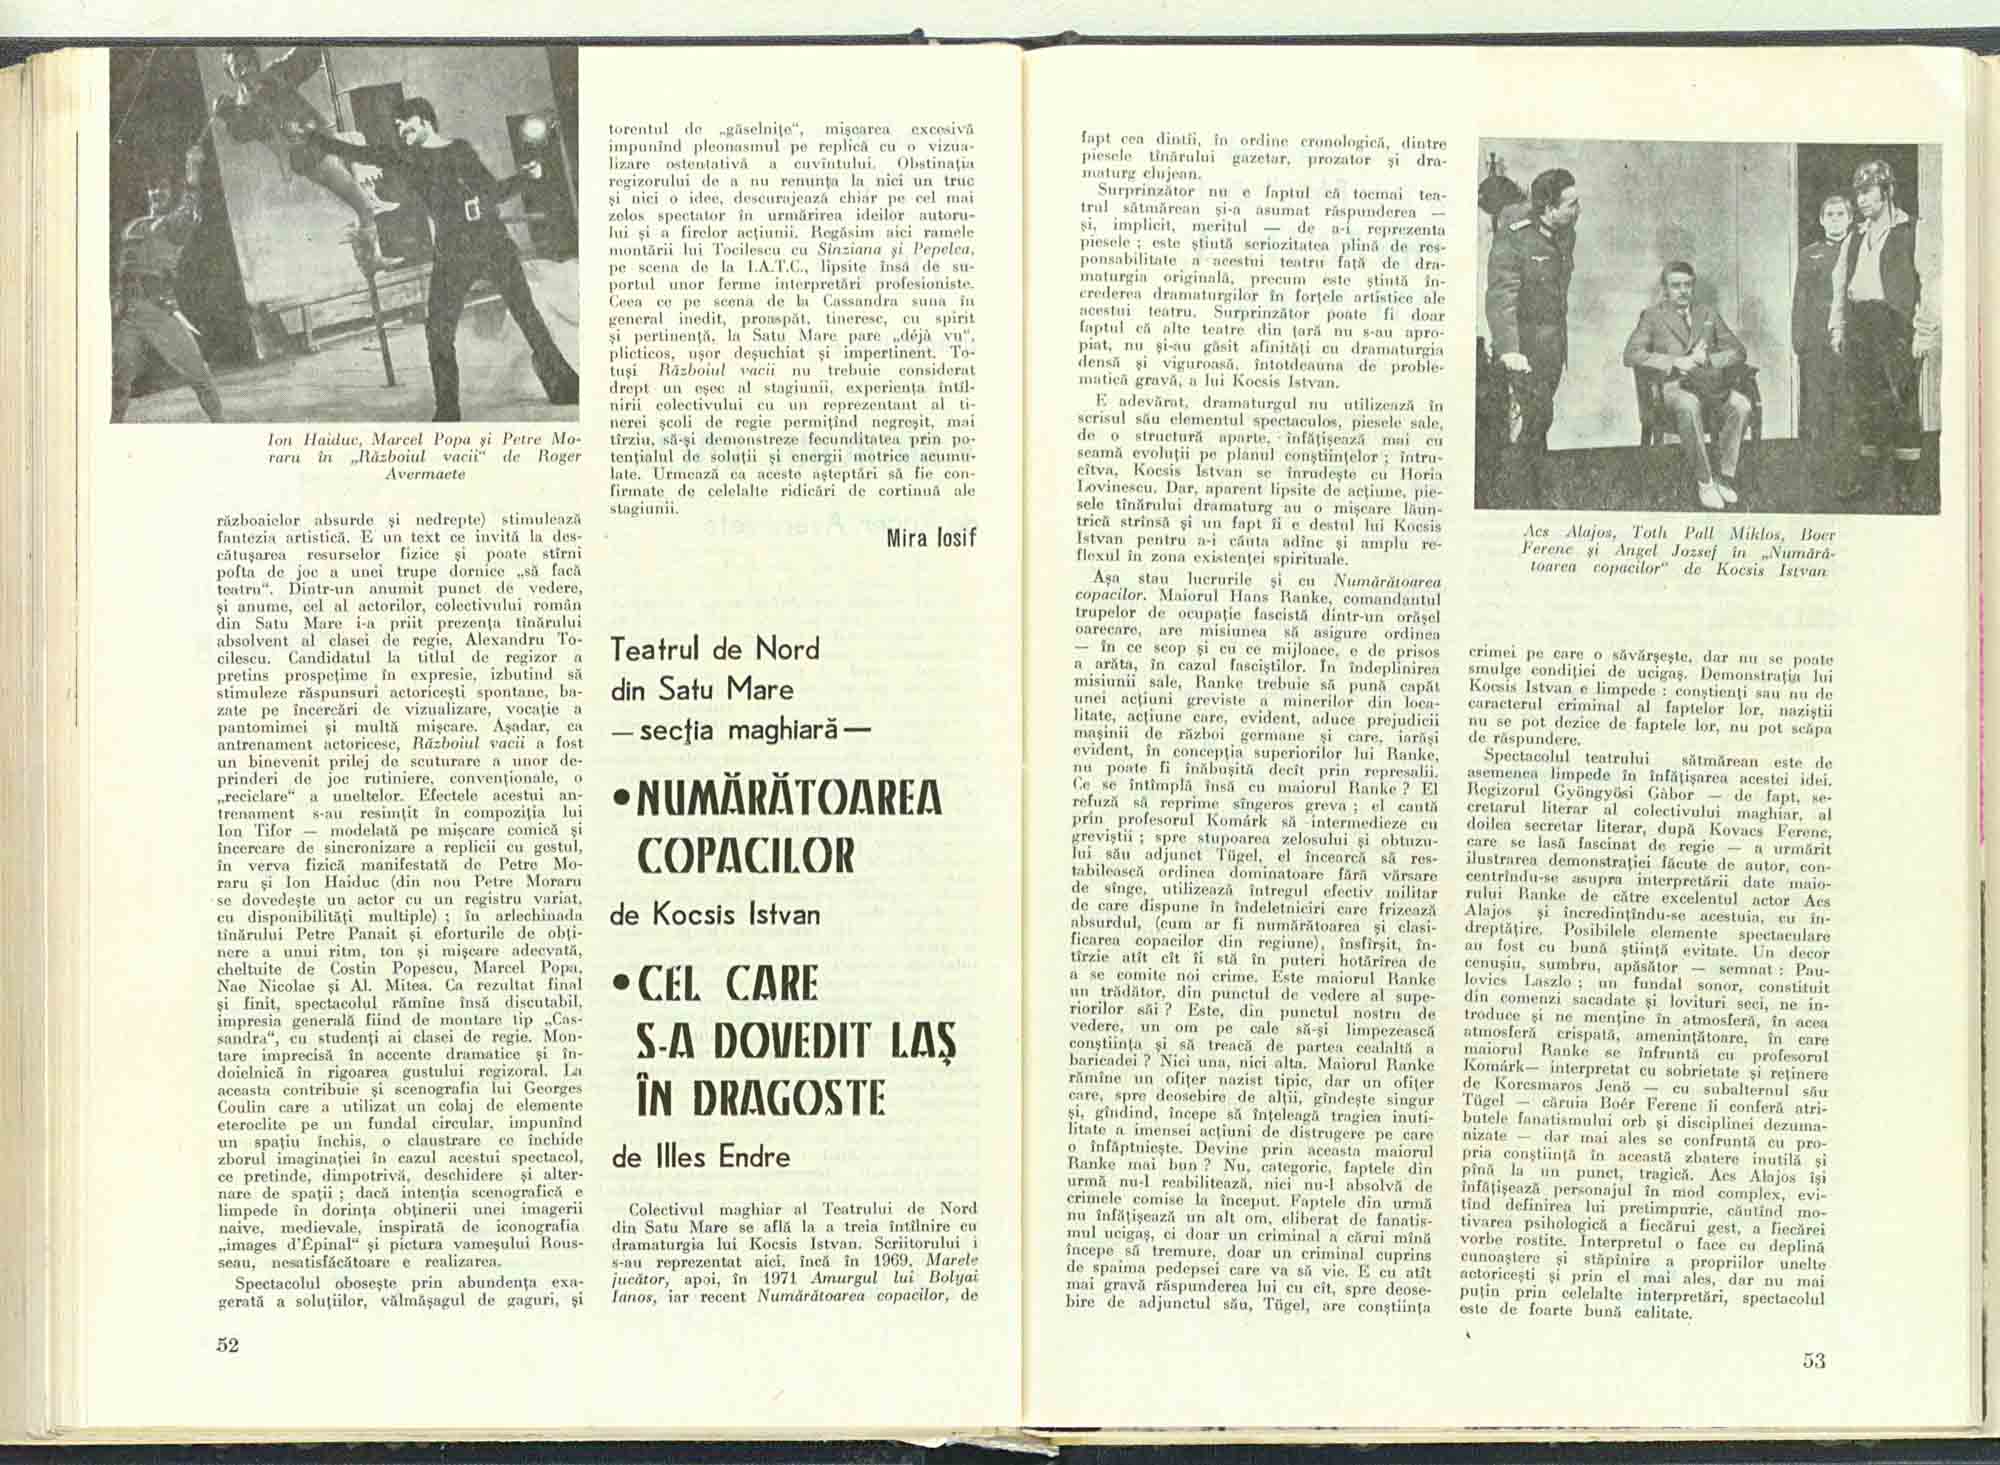 Ion Haiduc, Marcel Popa și Petre Mo-
raru în „Războiul vacii“ de Roger
Avermaete
războaielor absurde și nedrepte) stimulează
fantezia artistică. E un text ce invită la des-
cătușarea resurselor fizice și poate stîrni
pofta de joc a unei trupe dornice „să facă
teatru“. Dintr-un anumit punct de vedere,
și anume, cel al actorilor, colectivului român
din Satu Mare i-a priit prezența tînărului
absolvent al clasei de regie, Alexandru To-
cilescu. Candidatul la titlul de regizor a
pretins prospețime în expresie, izbutind să
stimuleze răspunsuri actoricești spontane, ba-
zate pe încercări de vizualizare, vocație a
pantomimei și multă mișcare. Așadar, ca
antrenament actoricesc, Războiul vacii a fost
un binevenit prilej de scuturare a unor de-
prinderi de joc rutiniere, convenționale, o
„reciclare“ a uneltelor. Efectele acestui an-
trenament s-au resimțit în compoziția lui
Ion Tifor — modelată pe mișcare comică și
încercare de sincronizare a replicii cu gestul,
în verva fizică manifestată de Petre Mo-
raru și Ion Haiduc (din nou Petre Moraru
se dovedește un actor cu un registru variat,
cu disponibilități multiple) ; în arlechinada
tînărului Petre Panait și eforturile de obți-
nere a unui ritm, ton și mișcare adecvată,
cheltuite de Costin Popescu, Marcel Popa,
Nae Nicolae și Al. Mitea. Ca rezultat final
și finit, spectacolul rămîne însă discutabil,
impresia generală fiind de montare tip „Cas-
sandra“, cu studenți ai clasei de regie. Mon-
tare imprecisă în accente dramatice și în-
doielnică în rigoarea gustului regizoral. La
aceasta contribuie și scenografia lui Georges
Coulin care a utilizat un colaj de elemente
eteroclite pe un fundal circular, impunînd
un spațiu închis, o claustrare ce închide
zborul imaginației în cazul acestui spectacol,
ce pretinde, dimpotrivă, deschidere și alter-
nare de spații ; dacă intenția scenografică e
limpede în dorința obținerii unei imagerii
naive, medievale, inspirată de iconografia
„images d'Épinal“ și pictura vameșului Rous-
seau, nesatisfăcătoare e realizarea.
Spectacolul obosește prin abundența exa-
gerată a soluțiilor, vălmășagul de gaguri, și
52
torentul de „găselnițe“, mișcarea excesivă
impunînd pleonasmul pe replică cu o vizua-
lizare ostentativă a cuvîntului. Obstinația
regizorului de a nu renunța la nici un truc
și nici o idee, descurajează chiar pe cel mai
zelos spectator în urmărirea ideilor autoru-
lui și a firelor acțiunii. Regăsim aici ramele
montării lui Tocilescu cu Sînziana și Pepelea,
pe scena de la I.A.T.C., lipsite însă de su-
portul unor ferme interpretări profesioniste.
Ceea ce pe scena de la Cassandra suna în
general inedit, proaspăt, tineresc, cu spirit
și pertinență, la Satu Mare pare „déjà vu“,
plicticos, ușor deșuchiat și impertinent. To-
tuși Războiul vacii nu trebuie considerat
drept un eșec al stagiunii, experiența întîl-
nirii colectivului cu un reprezentant al ti-
nerei școli de regie permițînd negreșit, mai
tîrziu, să-și demonstreze fecunditatea prin po-
tențialul de soluții și energii motrice acumu-
late. Urmează ca aceste așteptări să fie con-
firmate de celelalte ridicări de cortină ale
stagiunii.
Mira Iosif
Teatrul de Nord
din Satu Mare
— secția maghiară —
• NUMĂRĂTOAREA
COPACILOR
de Kocsis Istvan
• CEL CARE
S-A DOVEDIT LAȘ
ÎN DRAGOSTE
de Illes Endre
Colectivul maghiar al Teatrului de Nord
din Satu Mare se află la a treia întîlnire cu
dramaturgia lui Kocsis Istvan. Scriitorului i
s-au reprezentat aici, încă în 1969, Marele
jucător, apoi, în 1971 Amurgul lui Bolyai
Ianos, iar recent Numărătoarea copacilor, de
fapt cea dintîi, în ordine cronologică, dintre
piesele tînărului gazetar, prozator și dra-
maturg clujean.
Surprinzător nu e faptul că tocmai tea-
trul sătmărean și-a asumat răspunderea —
și, implicit, meritul — de a-i reprezenta
piesele ; este știută seriozitatea plină de res-
ponsabilitate a acestui teatru față de dra-
maturgia originală, precum este știută în-
crederea dramaturgilor în forțele artistice ale
acestui teatru. Surprinzător poate fi doar
faptul că alte teatre din țară nu s-au apro-
piat, nu și-au găsit afinități cu dramaturgia
densă și viguroasă, întotdeauna de proble-
matică gravă, a lui Kocsis Istvan.
E adevărat, dramaturgul nu utilizează în
scrisul său elementul spectaculos, piesele sale,
de o structură aparte, înfățișează mai cu
seamă evoluții pe planul conștiințelor ; întru-
cîtva, Kocsis Istvan se înrudește cu Horia
Lovinescu. Dar, aparent lipsite de acțiune, pie-
sele tînărului dramaturg au o mișcare lăun-
trică strînsă și un fapt îi e destul lui Kocsis
Istvan pentru a-i căuta adînc și amplu re-
flexul în zona existenței spirituale.
Așa stau lucrurile și cu Numărătoarea
copacilor. Maiorul Hans Ranke, comandantul
trupelor de ocupație fascistă dintr-un orășel
oarecare, are misiunea să asigure ordinea
— în ce scop și cu ce mijloace, e de prisos
a arăta, în cazul fasciștilor. În îndeplinirea
misiunii sale, Ranke trebuie să pună capăt
unei acțiuni greviste a minerilor din loca-
litate, acțiune care, evident, aduce prejudicii
mașinii de război germane și care, iarăși
evident, în concepția superiorilor lui Ranke,
nu poate fi înăbușită decît prin represalii.
Ce se întîmplă însă cu maiorul Ranke ? El
refuză să reprime sîngeros greva ; el caută
prin profesorul Komárk să intermedieze cu
greviștii ; spre stupoarea zelosului și obtuzu-
lui său adjunct Tügel, el încearcă să res-
tabilească ordinea dominatoare fără vărsare
de sînge, utilizează întregul efectiv militar
de care dispune în îndeletniciri care frizează
absurdul, (cum ar fi numărătoarea și clasi-
ficarea copacilor din regiune), însfîrșit, în-
tîrzie atît cît îi stă în puteri hotărîrea de
a se comite noi crime. Este maiorul Ranke
un trădător, din punctul de vedere al supe-
riorilor săi ? Este, din punctul nostru de
vedere, un om pe cale să-și limpezească
conștiința și să treacă de partea cealaltă a
baricadei ? Nici una, nici alta. Maiorul Ranke
rămîne un ofițer nazist tipic, dar un ofițer
care, spre deosebire de alții, gîndește singur
și, gîndind, începe să înțeleagă tragica inuti-
litate a imensei acțiuni de distrugere pe care
o înfăptuiește. Devine prin aceasta maiorul
Ranke mai bun ? Nu, categoric, faptele din
urmă nu-l reabilitează, nici nu-l absolvă de
crimele comise la început. Faptele din urmă
nu înfățișează un alt om, eliberat de fanatis-
mul ucigaș, ci doar un criminal a cărui mînă
începe să tremure, doar un criminal cuprins
de spaima pedepsei care va să vie. E cu atît
mai gravă răspunderea lui cu cît, spre deose-
bire de adjunctul său, Tügel, are conștiința
Acs Alajos, Toth Pall Miklos, Boer
Ferenc și Angel Jozsef în „Numără-
toarea copacilor“ de Kocsis Istvan
crimei pe care o săvârșește, dar nu se poate
smulge condiției de ucigaș. Demonstrația lui
Kocsis Istvan e limpede : conștienți sau nu de
caracterul criminal al faptelor lor, naziștii
nu se pot dezice de faptele lor, nu pot scăpa
de răspundere.
Spectacolul teatrului sătmărean este de
asemenea limpede în înfățișarea acestei idei.
Regizorul Gyöngyösi Gàbor — de fapt, se-
cretarul literar al colectivului maghiar, al
doilea secretar literar, după Kovacs Ferenc,
care se lasă fascinat de regie — a urmărit
ilustrarea demonstrației făcute de autor, con-
centrîndu-se asupra interpretării date maio-
rului Ranke de către excelentul actor Acs
Alajos și încredințîndu-se acestuia, cu în-
dreptățire. Posibilele elemente spectaculare
au fost cu bună știință evitate. Un decor
cenușiu, sumbru, apăsător — semnat : Pau-
lovics Laszlo ; un fundal sonor, constituit
din comenzi sacadate și lovituri seci, ne in-
troduce și ne menține în atmosferă, în acea
atmosferă crispată, amenințătoare, în care
maiorul Ranke se înfruntă cu profesorul
Komárk— interpretat cu sobrietate și reținere
de Korcsmaros Jenö — cu subalternul său
Tügel — căruia Boér Ferenc îi conferă atri-
butele fanatismului orb și disciplinei dezuma-
nizate — dar mai ales se confruntă cu pro-
pria conștiință în această zbatere inutilă și
pînă la un punct, tragică. Acs Alajos își
înfățișează personajul în mod complex, evi-
tînd definirea lui pretimpurie, căutînd mo-
tivarea psihologică a fiecărui gest, a fiecărei
vorbe rostite. Interpretul o face cu deplină
cunoaștere și stăpînire a propriilor unelte
actoricești și prin el mai ales, dar nu mai
puțin prin celelalte interpretări, spectacolul
este de foarte bună calitate.
53